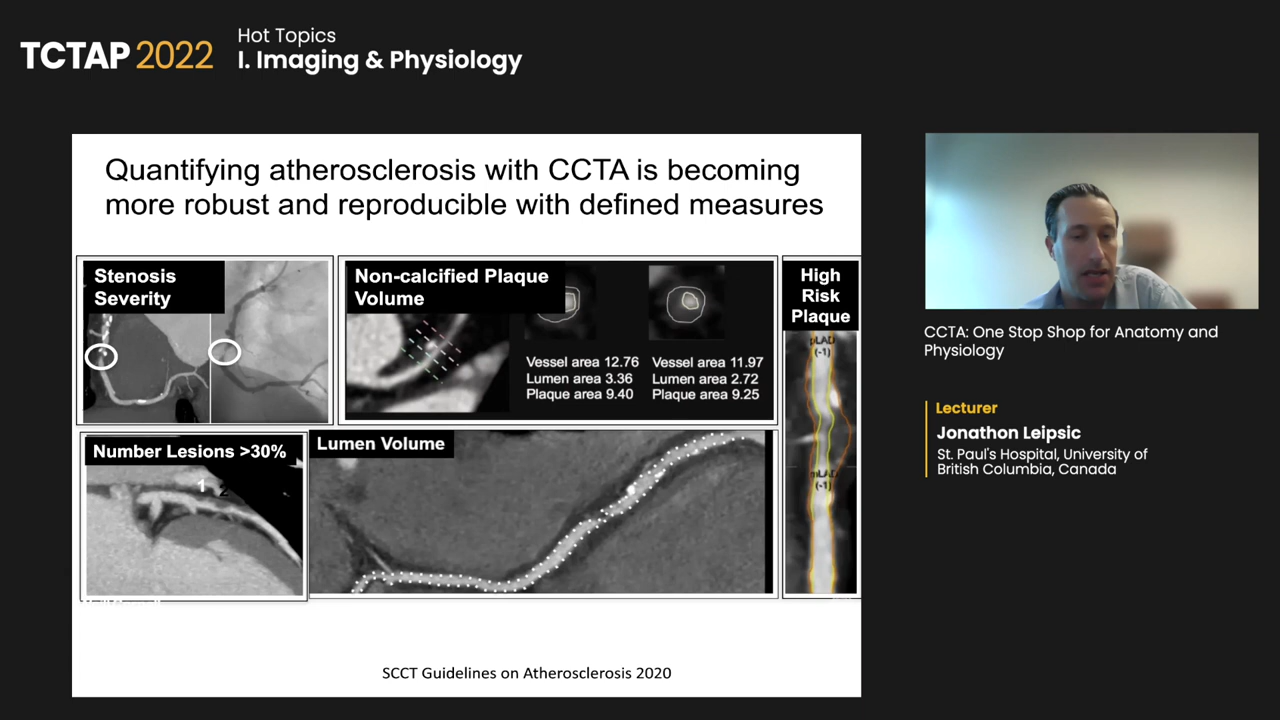 TCTAP 2022
Hot Topics
I. Imaging & Physiology
Quantifying atherosclerosis with CCTA is becoming
more robust and reproducible with defined measures
Stenosis
Severity
Non-calcified Plaque
Volume
Vessel area 12.76
Lumen area 3.36
Plaque area 9.40
Vessel area 11.97
Lumen area 2.72
Plaque area 9.25
High
Risk
Plaque
pLAD
(-1)
mLAD
(-1)
Number Lesions >30%
1 2
Lumen Volume
SCCT Guidelines on Atherosclerosis 2020
CCTA: One Stop Shop for Anatomy and
Physiology
Lecturer
Jonathon Leipsic
St. Paul's Hospital, University of
British Columbia, Canada